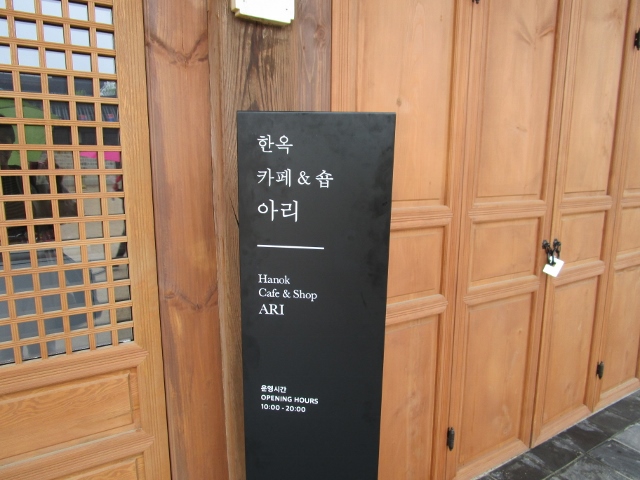 한옥
카페 & 숍
아리
Hanok
Cafe & Shop
ARI
운영시간
OPENING HOURS
10:00 - 20:00